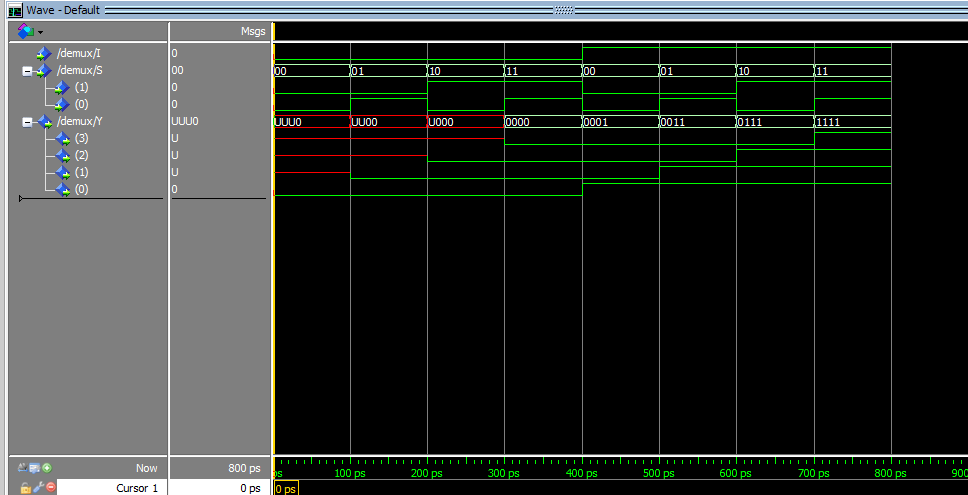 Wave - Default
Msgs
/demux/I 0
/demux/S 00 00 01 10 11 00 01 10 11
(1) 0
(0) 0
/demux/Y UUU0 UUU0 UU00 U000 0000 0001 0011 0111 1111
(3) U
(2) U
(1) U
(0) 0
Now 800 ps ps 100 ps 200 ps 300 ps 400 ps 500 ps 600 ps 700 ps 800 ps 900
Cursor 1 0 ps 0 ps